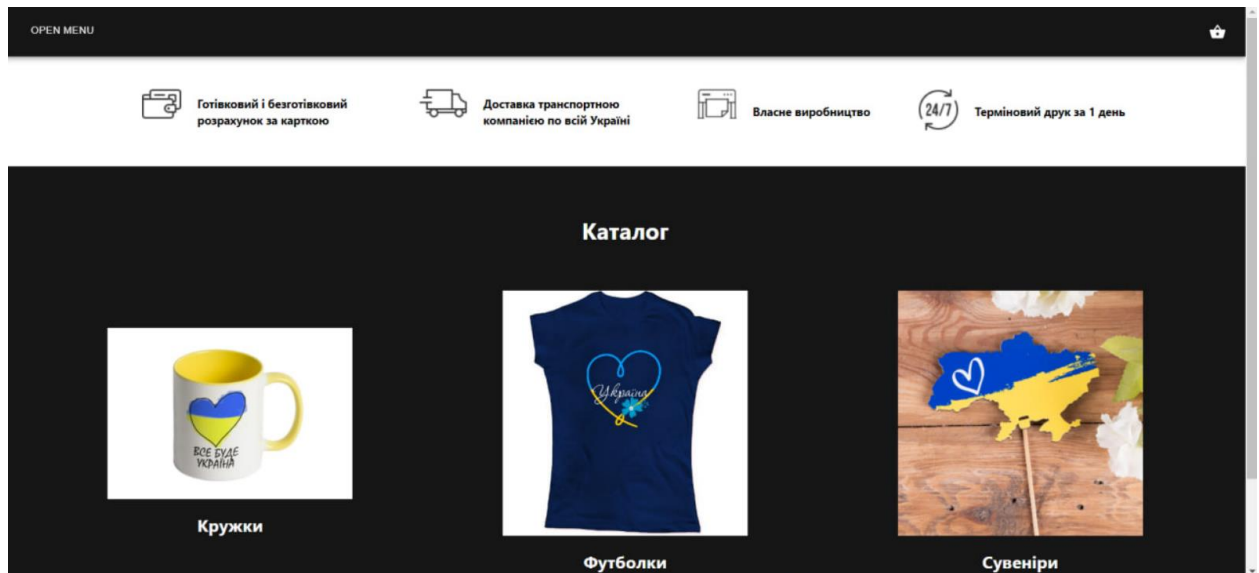 OPEN MENU
Готівковий і безготівковий
розрахунок за карткою
Доставка транспортною
компанією по всій Україні
Власне виробництво
24/7
Терміновий друк за 1 день
Каталог
ВСЕ БУДЕ
УКРАЇНА
Кружки
Україна
Футболки
Сувеніри